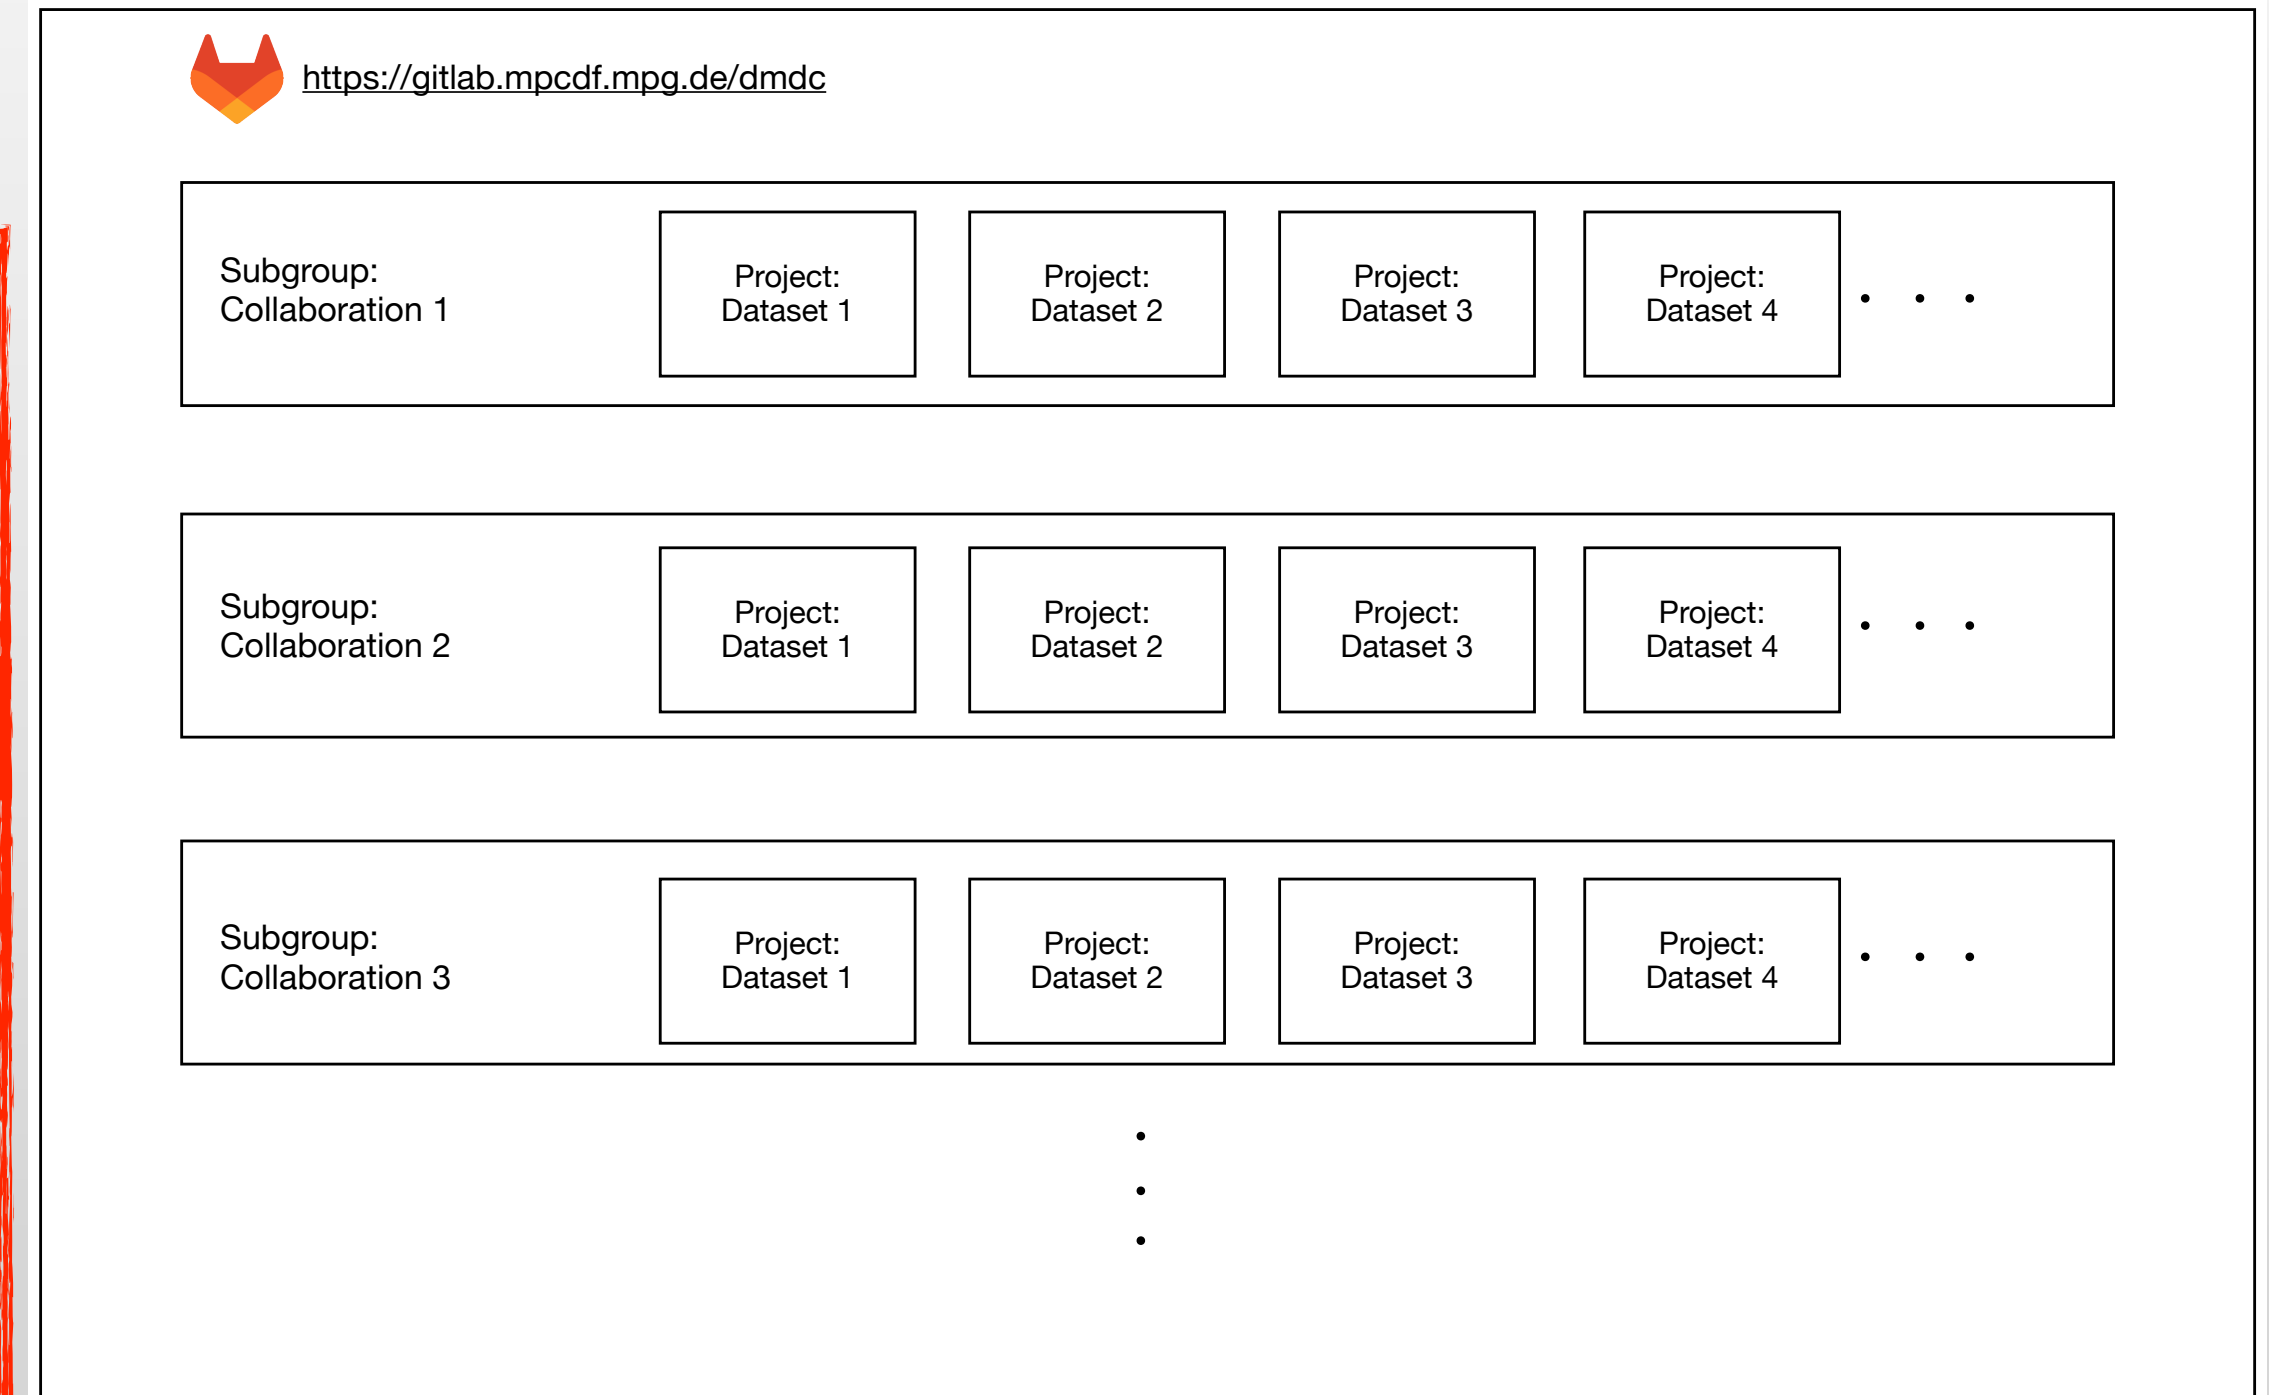 https://gitlab.mpcdf.mpg.de/dmdc
Subgroup:
Collaboration 1
Project:
Dataset 1
Project:
Dataset 2
Project:
Dataset 3
Project:
Dataset 4
. . .
Subgroup:
Collaboration 2
Project:
Dataset 1
Project:
Dataset 2
Project:
Dataset 3
Project:
Dataset 4
. . .
Subgroup:
Collaboration 3
Project:
Dataset 1
Project:
Dataset 2
Project:
Dataset 3
Project:
Dataset 4
. . .
.
.
.